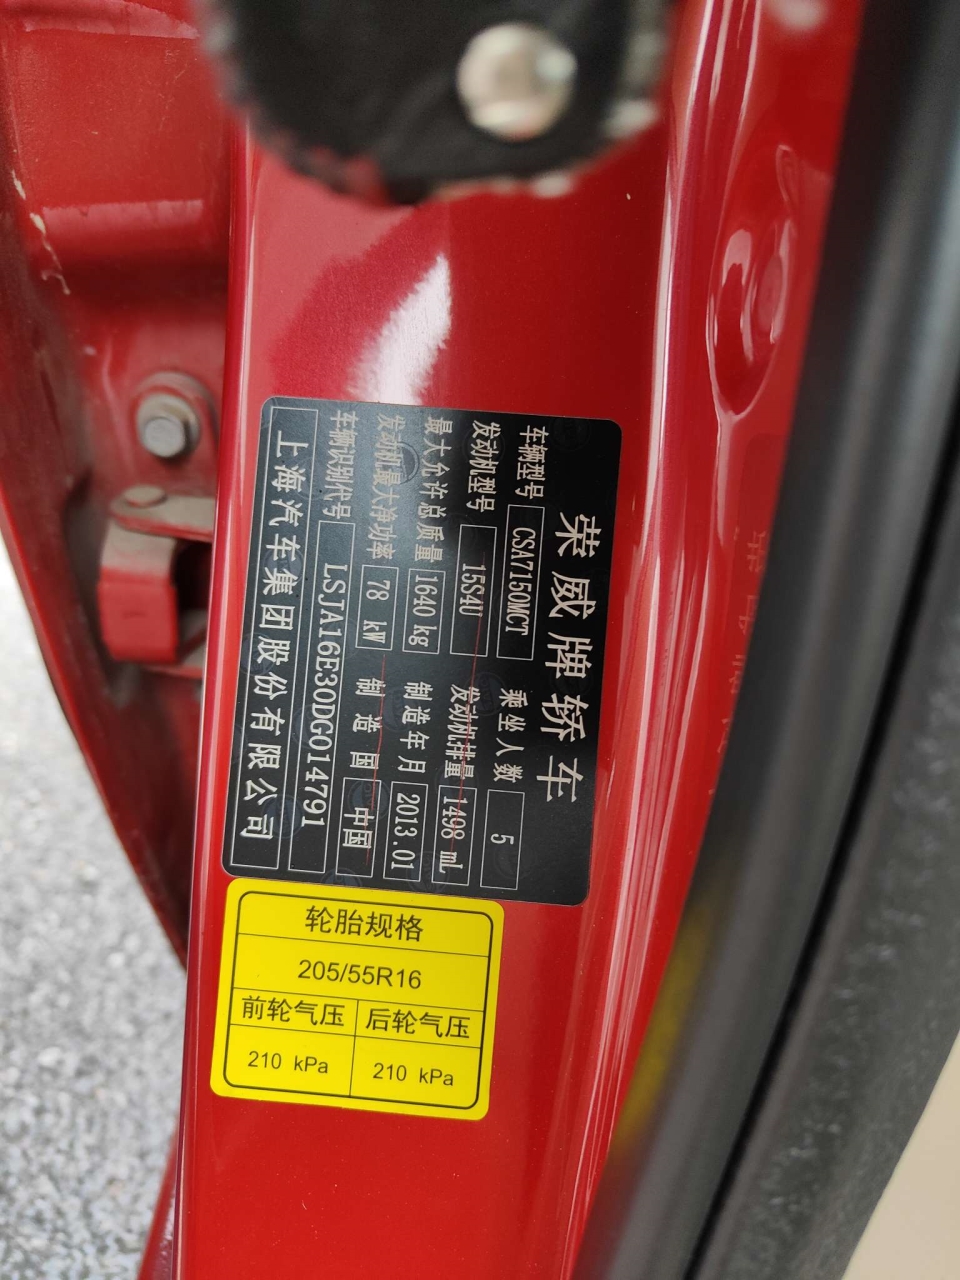 荣威牌轿车
车辆型号 CSA7150MCT 乘坐人数 5
发动机型号 15S4U 发动机排量 1498 mL
最大允许总质量 1640 kg 制造年月 2013.01
发动机最大净功率 78 kW 制造国 中国
车辆识别代号 LSJA16E30DG014791
上海汽车集团股份有限公司
轮胎规格
205/55R16
前轮气压 后轮气压
210 kPa 210 kPa